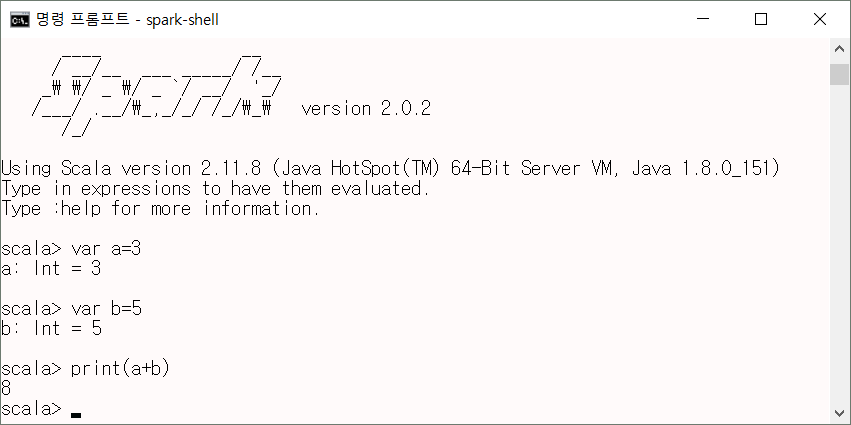 명령 프롬프트 - spark-shell
      ____              __
     / __/__  ___ _____/ /__
    _₩ ₩/ _ ₩/ _ `/ __/  '_/
   /___/ .__/₩_,_/_/ /_/₩_₩   version 2.0.2
      /_/
Using Scala version 2.11.8 (Java HotSpot(TM) 64-Bit Server VM, Java 1.8.0_151)
Type in expressions to have them evaluated.
Type :help for more information.
scala> var a=3
a: Int = 3
scala> var b=5
b: Int = 5
scala> print(a+b)
8
scala>